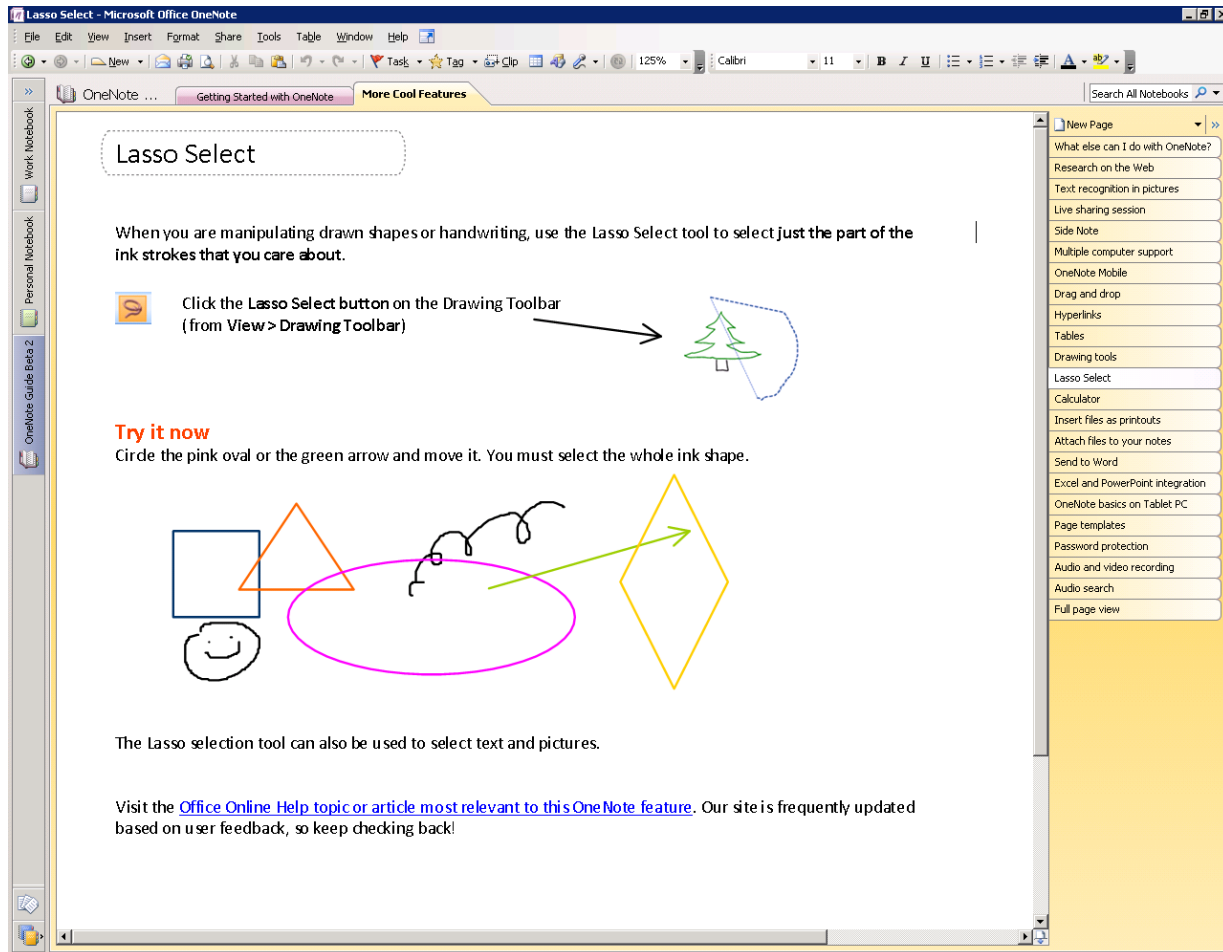 Lasso Select - Microsoft Office OneNote
File Edit View Insert Format Share Tools Table Window Help
New Task Tag Clip 125% Calibri 11 B I U A ab
OneNote ... Getting Started with OneNote More Cool Features Search All Notebooks
Work Notebook
Personal Notebook
OneNote Guide Beta 2
Lasso Select
When you are manipulating drawn shapes or handwriting, use the Lasso Select tool to select just the part of the
ink strokes that you care about.
Click the Lasso Select button on the Drawing Toolbar
(from View > Drawing Toolbar)
Try it now
Circle the pink oval or the green arrow and move it. You must select the whole ink shape.
The Lasso selection tool can also be used to select text and pictures.
Visit the Office Online Help topic or article most relevant to this OneNote feature. Our site is frequently updated
based on user feedback, so keep checking back!
New Page
What else can I do with OneNote?
Research on the Web
Text recognition in pictures
Live sharing session
Side Note
Multiple computer support
OneNote Mobile
Drag and drop
Hyperlinks
Tables
Drawing tools
Lasso Select
Calculator
Insert files as printouts
Attach files to your notes
Send to Word
Excel and PowerPoint integration
OneNote basics on Tablet PC
Page templates
Password protection
Audio and video recording
Audio search
Full page view